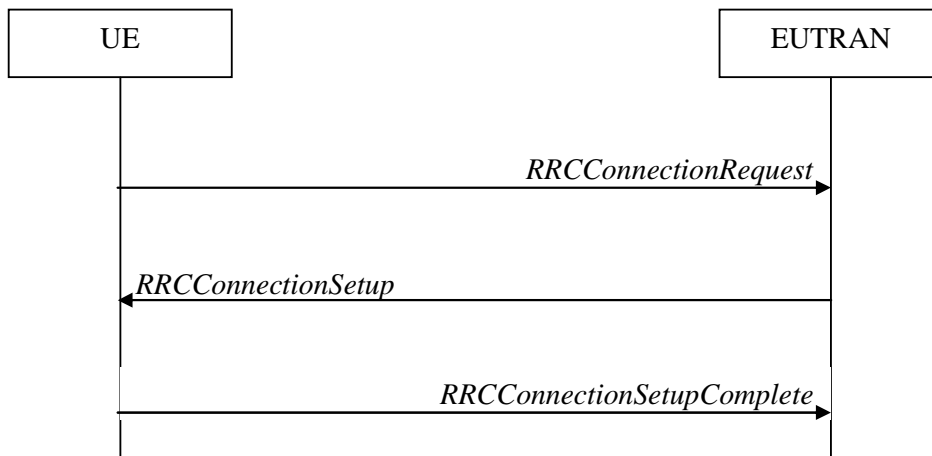 UE
EUTRAN
RRCConnectionRequest
RRCConnectionSetup
RRCConnectionSetupComplete